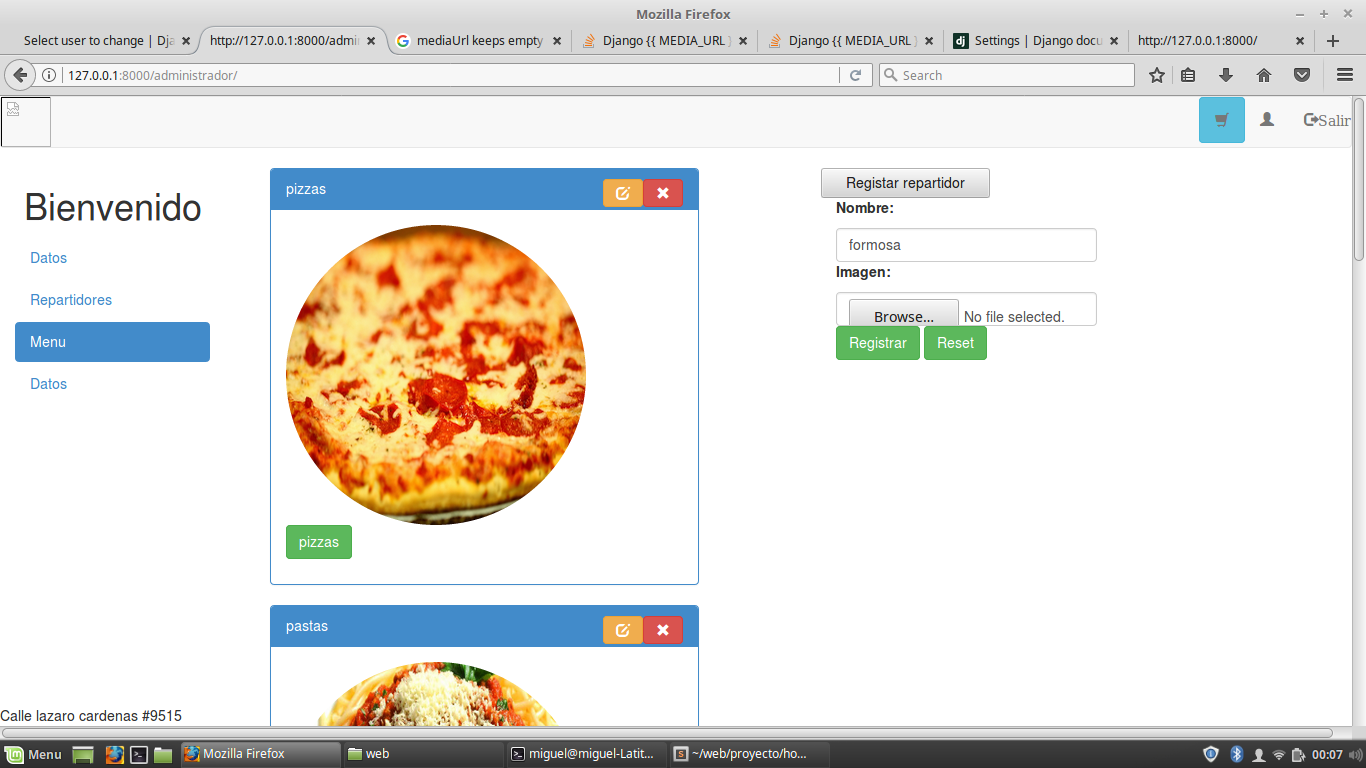 Mozilla Firefox
Select user to change | Dja
http://127.0.0.1:8000/admi
mediaUrl keeps empty
Django {{ MEDIA_URL }
Django {{ MEDIA_URL }
Settings | Django docu
http://127.0.0.1:8000/
127.0.0.1:8000/administrador/
Search
Salir
Bienvenido
Datos
Repartidores
Menu
Datos
pizzas
pizzas
pastas
Registar repartidor
Nombre:
formosa
Imagen:
Browse... No file selected.
Registrar Reset
Calle lazaro cardenas #9515
Menu
Mozilla Firefox
web
miguel@miguel-Latit...
~/web/proyecto/ho...
00:07